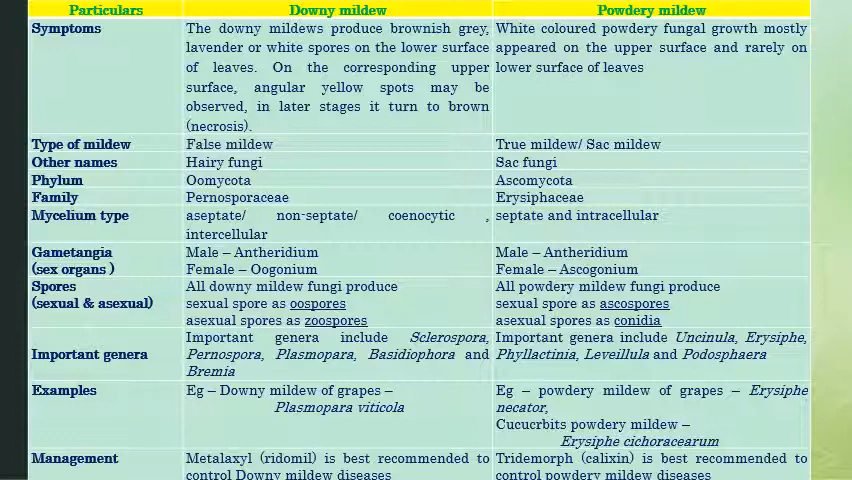 Particulars Downy mildew Powdery mildew
Symptoms
The downy mildews produce brownish grey,
lavender or white spores on the lower surface
of leaves. On the corresponding upper
surface, angular yellow spots may be
observed, in later stages it turn to brown
(necrosis).
White coloured powdery fungal growth mostly
appeared on the upper surface and rarely on
lower surface of leaves
Type of mildew False mildew True mildew/ Sac mildew
Other names Hairy fungi Sac fungi
Phylum Oomycota Ascomycota
Family Pernosporaceae Erysiphaceae
Mycelium type
aseptate/ non-septate/ coenocytic ,
intercellular
septate and intracellular
Gametangia
(sex organs )
Male – Antheridium
Female – Oogonium
Male – Antheridium
Female – Ascogonium
Spores
(sexual & asexual)
All downy mildew fungi produce
sexual spore as oospores
asexual spores as zoospores
All powdery mildew fungi produce
sexual spore as ascospores
asexual spores as conidia
Important genera
Important genera include Sclerospora,
Pernospora, Plasmopara, Basidiophora and
Bremia
Important genera include Uncinula, Erysiphe,
Phyllactinia, Leveillula and Podosphaera
Examples
Eg – Downy mildew of grapes –
Plasmopara viticola
Eg – powdery mildew of grapes – Erysiphe
necator,
Cucucrbits powdery mildew –
Erysiphe cichoracearum
Management
Metalaxyl (ridomil) is best recommended to
control Downy mildew diseases
Tridemorph (calixin) is best recommended to
control powdery mildew diseases